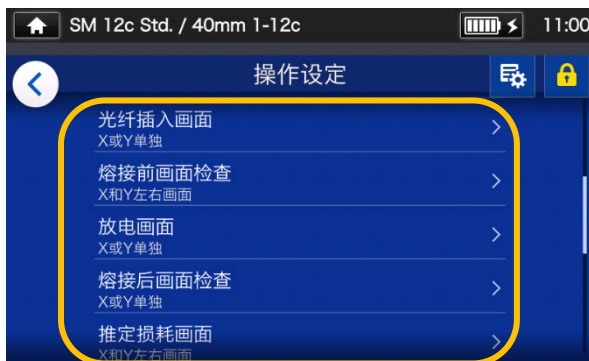 SM 12c Std. / 40mm 1-12c 11:00
操作设定
光纤插入画面
X或Y单独
熔接前画面检查
X和Y左右画面
放电画面
X或Y单独
熔接后画面检查
X或Y单独
推定损耗画面
X和Y左右画面